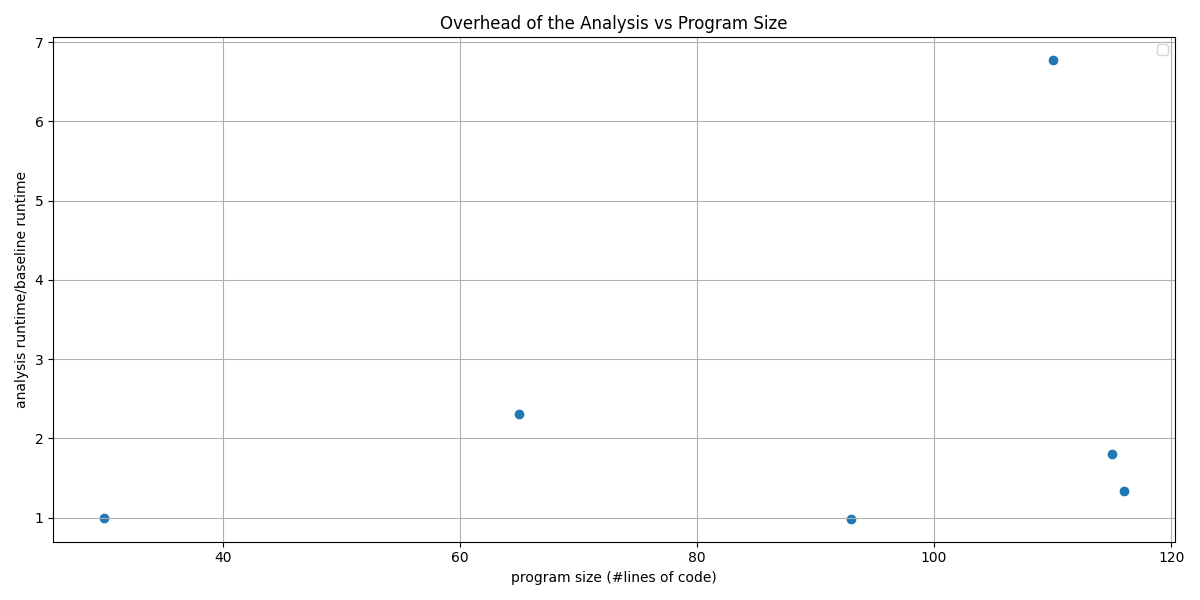 Overhead of the Analysis vs Program Size
analysis runtime/baseline runtime
7
6
5
4
3
2
1
40 60 80 100 120
program size (#lines of code)